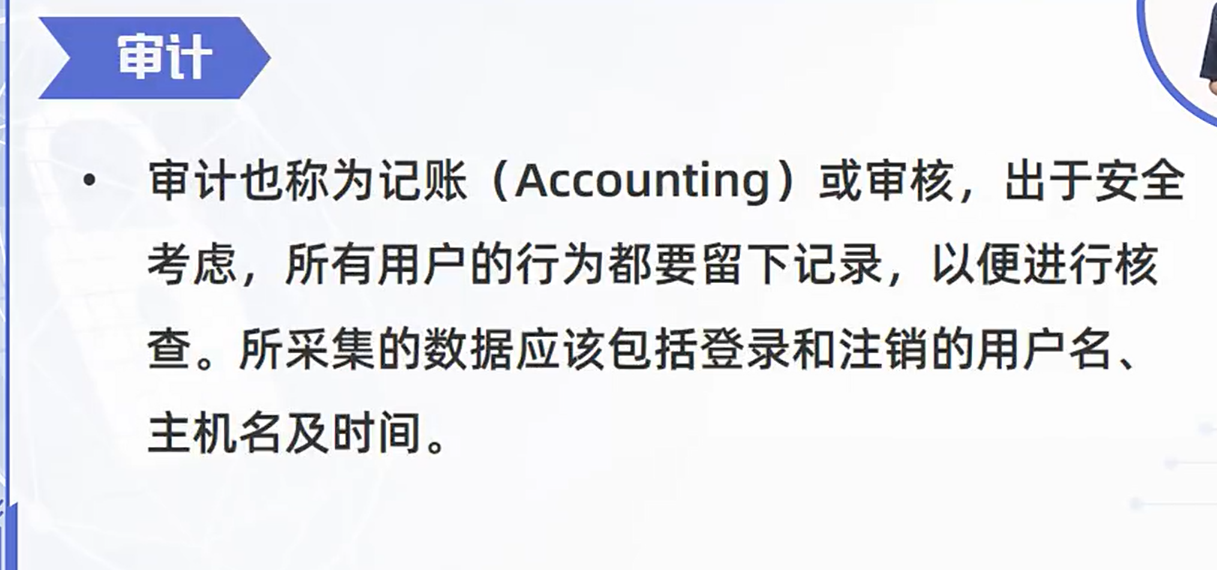 审计
• 审计也称为记账（Accounting）或审核，出于安全
考虑，所有用户的行为都要留下记录，以便进行核
查。所采集的数据应该包括登录和注销的用户名、
主机名及时间。